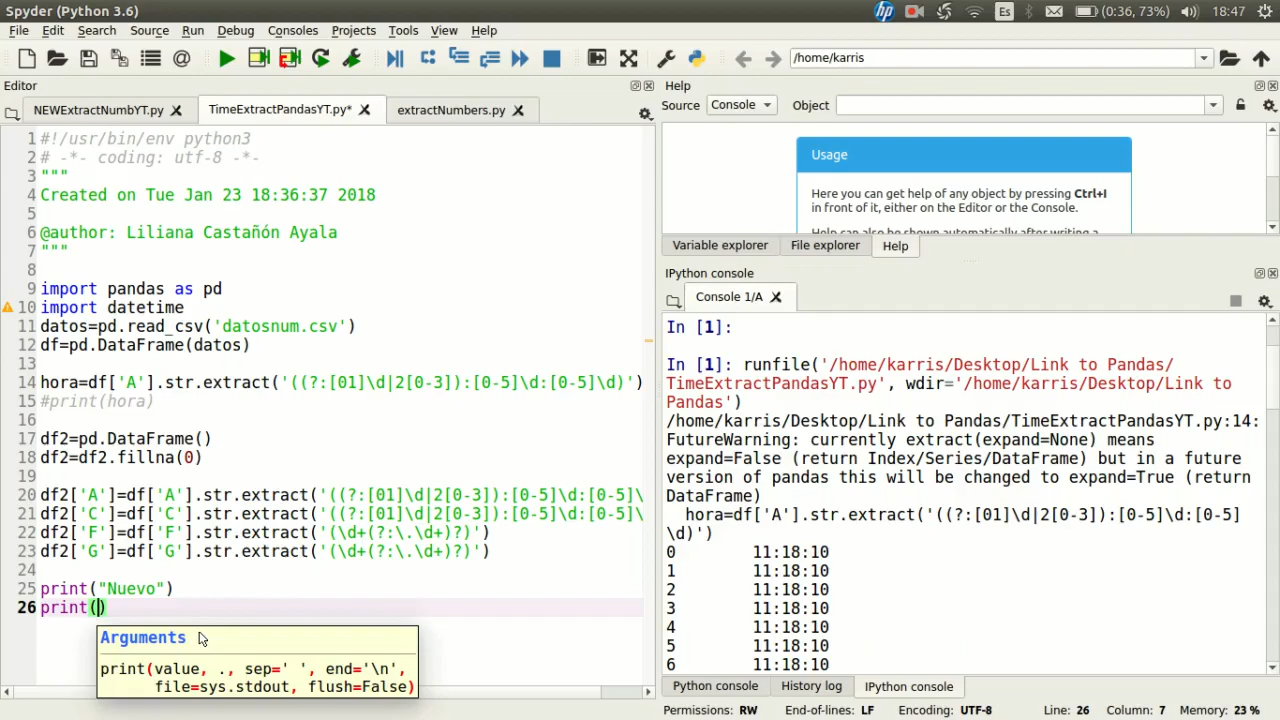 Spyder (Python 3.6)
hp
Es
(0:36, 73%)
18:47
File Edit Search Source Run Debug Consoles Projects Tools View Help
/home/karris
Editor
NEWExtractNumbYT.py
TimeExtractPandasYT.py*
extractNumbers.py
1 #!/usr/bin/env python3
2 # -*- coding: utf-8 -*-
3 """
4 Created on Tue Jan 23 18:36:37 2018
5
6 @author: Liliana Castañón Ayala
7 """
8
9 import pandas as pd
10 import datetime
11 datos=pd.read_csv('datosnum.csv')
12 df=pd.DataFrame(datos)
13
14 hora=df['A'].str.extract('((?:[01]\d|2[0-3]):[0-5]\d:[0-5]\d)')
15 #print(hora)
16
17 df2=pd.DataFrame()
18 df2=df2.fillna(0)
19
20 df2['A']=df['A'].str.extract('((?:[01]\d|2[0-3]):[0-5]\d:[0-5]\
21 df2['C']=df['C'].str.extract('((?:[01]\d|2[0-3]):[0-5]\d:[0-5]\
22 df2['F']=df['F'].str.extract('(\d+(?:\.\d+)?)')
23 df2['G']=df['G'].str.extract('(\d+(?:\.\d+)?)')
24
25 print("Nuevo")
26 print()
Arguments
print(value, ., sep=' ', end='\n',
file=sys.stdout, flush=False)
Help
Source Console Object
Usage
Here you can get help of any object by pressing Ctrl+I
in front of it, either on the Editor or the Console.
Help can also be shown automatically after writing a
Variable explorer File explorer Help
IPython console
Console 1/A
In [1]:
In [1]: runfile('/home/karris/Desktop/Link to Pandas/
TimeExtractPandasYT.py', wdir='/home/karris/Desktop/Link to
Pandas')
/home/karris/Desktop/Link to Pandas/TimeExtractPandasYT.py:14:
FutureWarning: currently extract(expand=None) means
expand=False (return Index/Series/DataFrame) but in a future
version of pandas this will be changed to expand=True (return
DataFrame)
hora=df['A'].str.extract('((?:[01]\d|2[0-3]):[0-5]\d:[0-5]
\d)')
0 11:18:10
1 11:18:10
2 11:18:10
3 11:18:10
4 11:18:10
5 11:18:10
6 11:18:10
Python console History log IPython console
Permissions: RW End-of-lines: LF Encoding: UTF-8 Line: 26 Column: 7 Memory: 23 %